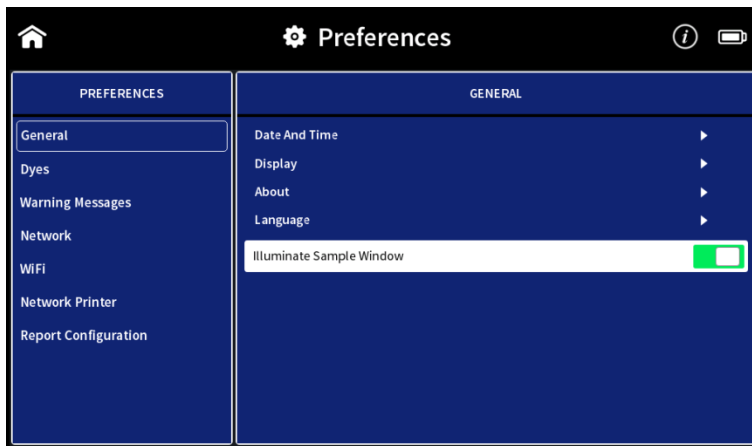 Preferences
i
PREFERENCES
General
Dyes
Warning Messages
Network
WiFi
Network Printer
Report Configuration
GENERAL
Date And Time
Display
About
Language
Illuminate Sample Window